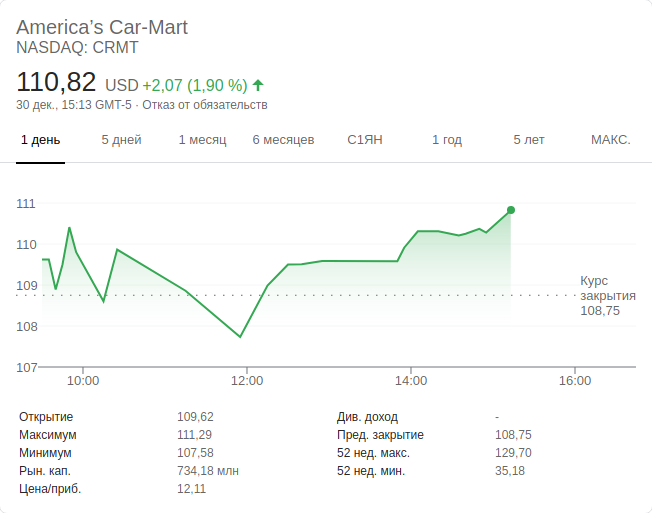 America’s Car-Mart
NASDAQ: CRMT
110,82 USD +2,07 (1,90 %)
30 дек., 15:13 GMT-5 · Отказ от обязательств
1 день 5 дней 1 месяц 6 месяцев С1ЯН 1 год 5 лет МАКС.
111
110
109
108
107
Курс
закрытия
108,75
10:00 12:00 14:00 16:00
Открытие 109,62 Див. доход -
Максимум 111,29 Пред. закрытие 108,75
Минимум 107,58 52 нед. макс. 129,70
Рын. кап. 734,18 млн 52 нед. мин. 35,18
Цена/приб. 12,11